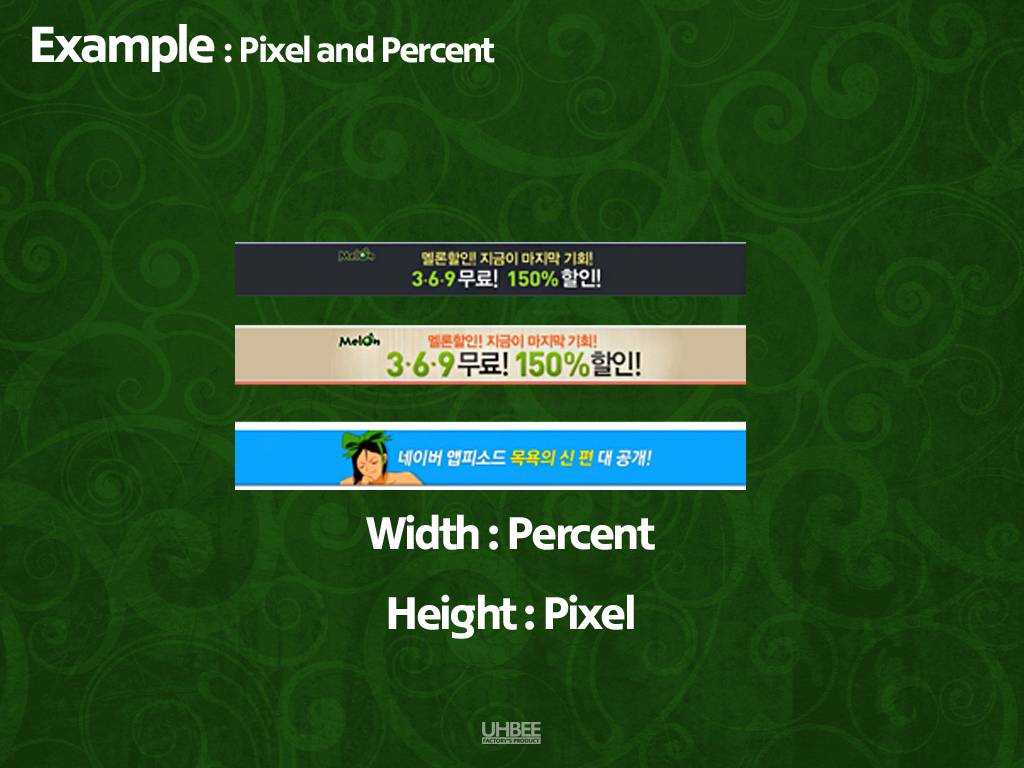 Example : Pixel and Percent
Melon
멜론할인! 지금이 마지막 기회!
3·6·9 무료! 150% 할인!
Melon
멜론할인! 지금이 마지막 기회!
3·6·9 무료! 150% 할인!
네이버 앱피소드 목욕의 신 편 대 공개!
Width : Percent
Height : Pixel
UHBEE
FACTORY'S PRODUCT